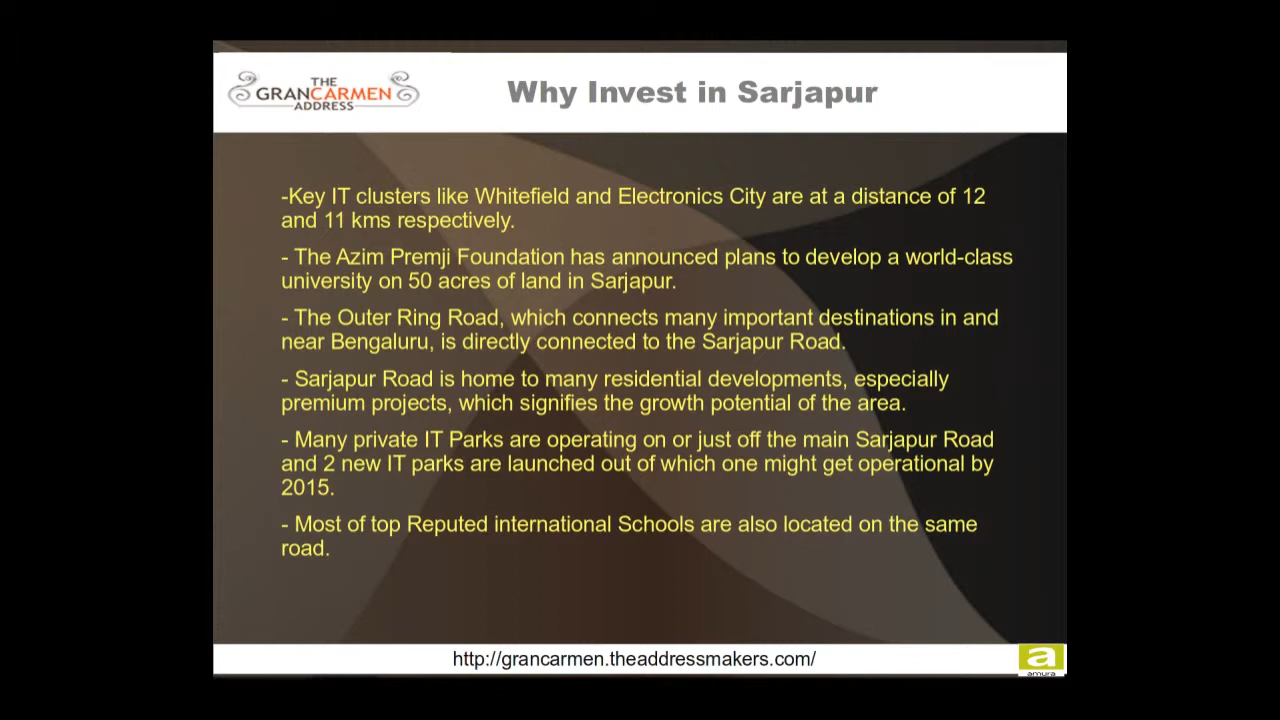 THE
GRANCARMEN
ADDRESS
Why Invest in Sarjapur
-Key IT clusters like Whitefield and Electronics City are at a distance of 12
and 11 kms respectively.
- The Azim Premji Foundation has announced plans to develop a world-class
university on 50 acres of land in Sarjapur.
- The Outer Ring Road, which connects many important destinations in and
near Bengaluru, is directly connected to the Sarjapur Road.
- Sarjapur Road is home to many residential developments, especially
premium projects, which signifies the growth potential of the area.
- Many private IT Parks are operating on or just off the main Sarjapur Road
and 2 new IT parks are launched out of which one might get operational by
2015.
- Most of top Reputed international Schools are also located on the same
road.
http://grancarmen.theaddressmakers.com/
a
amura